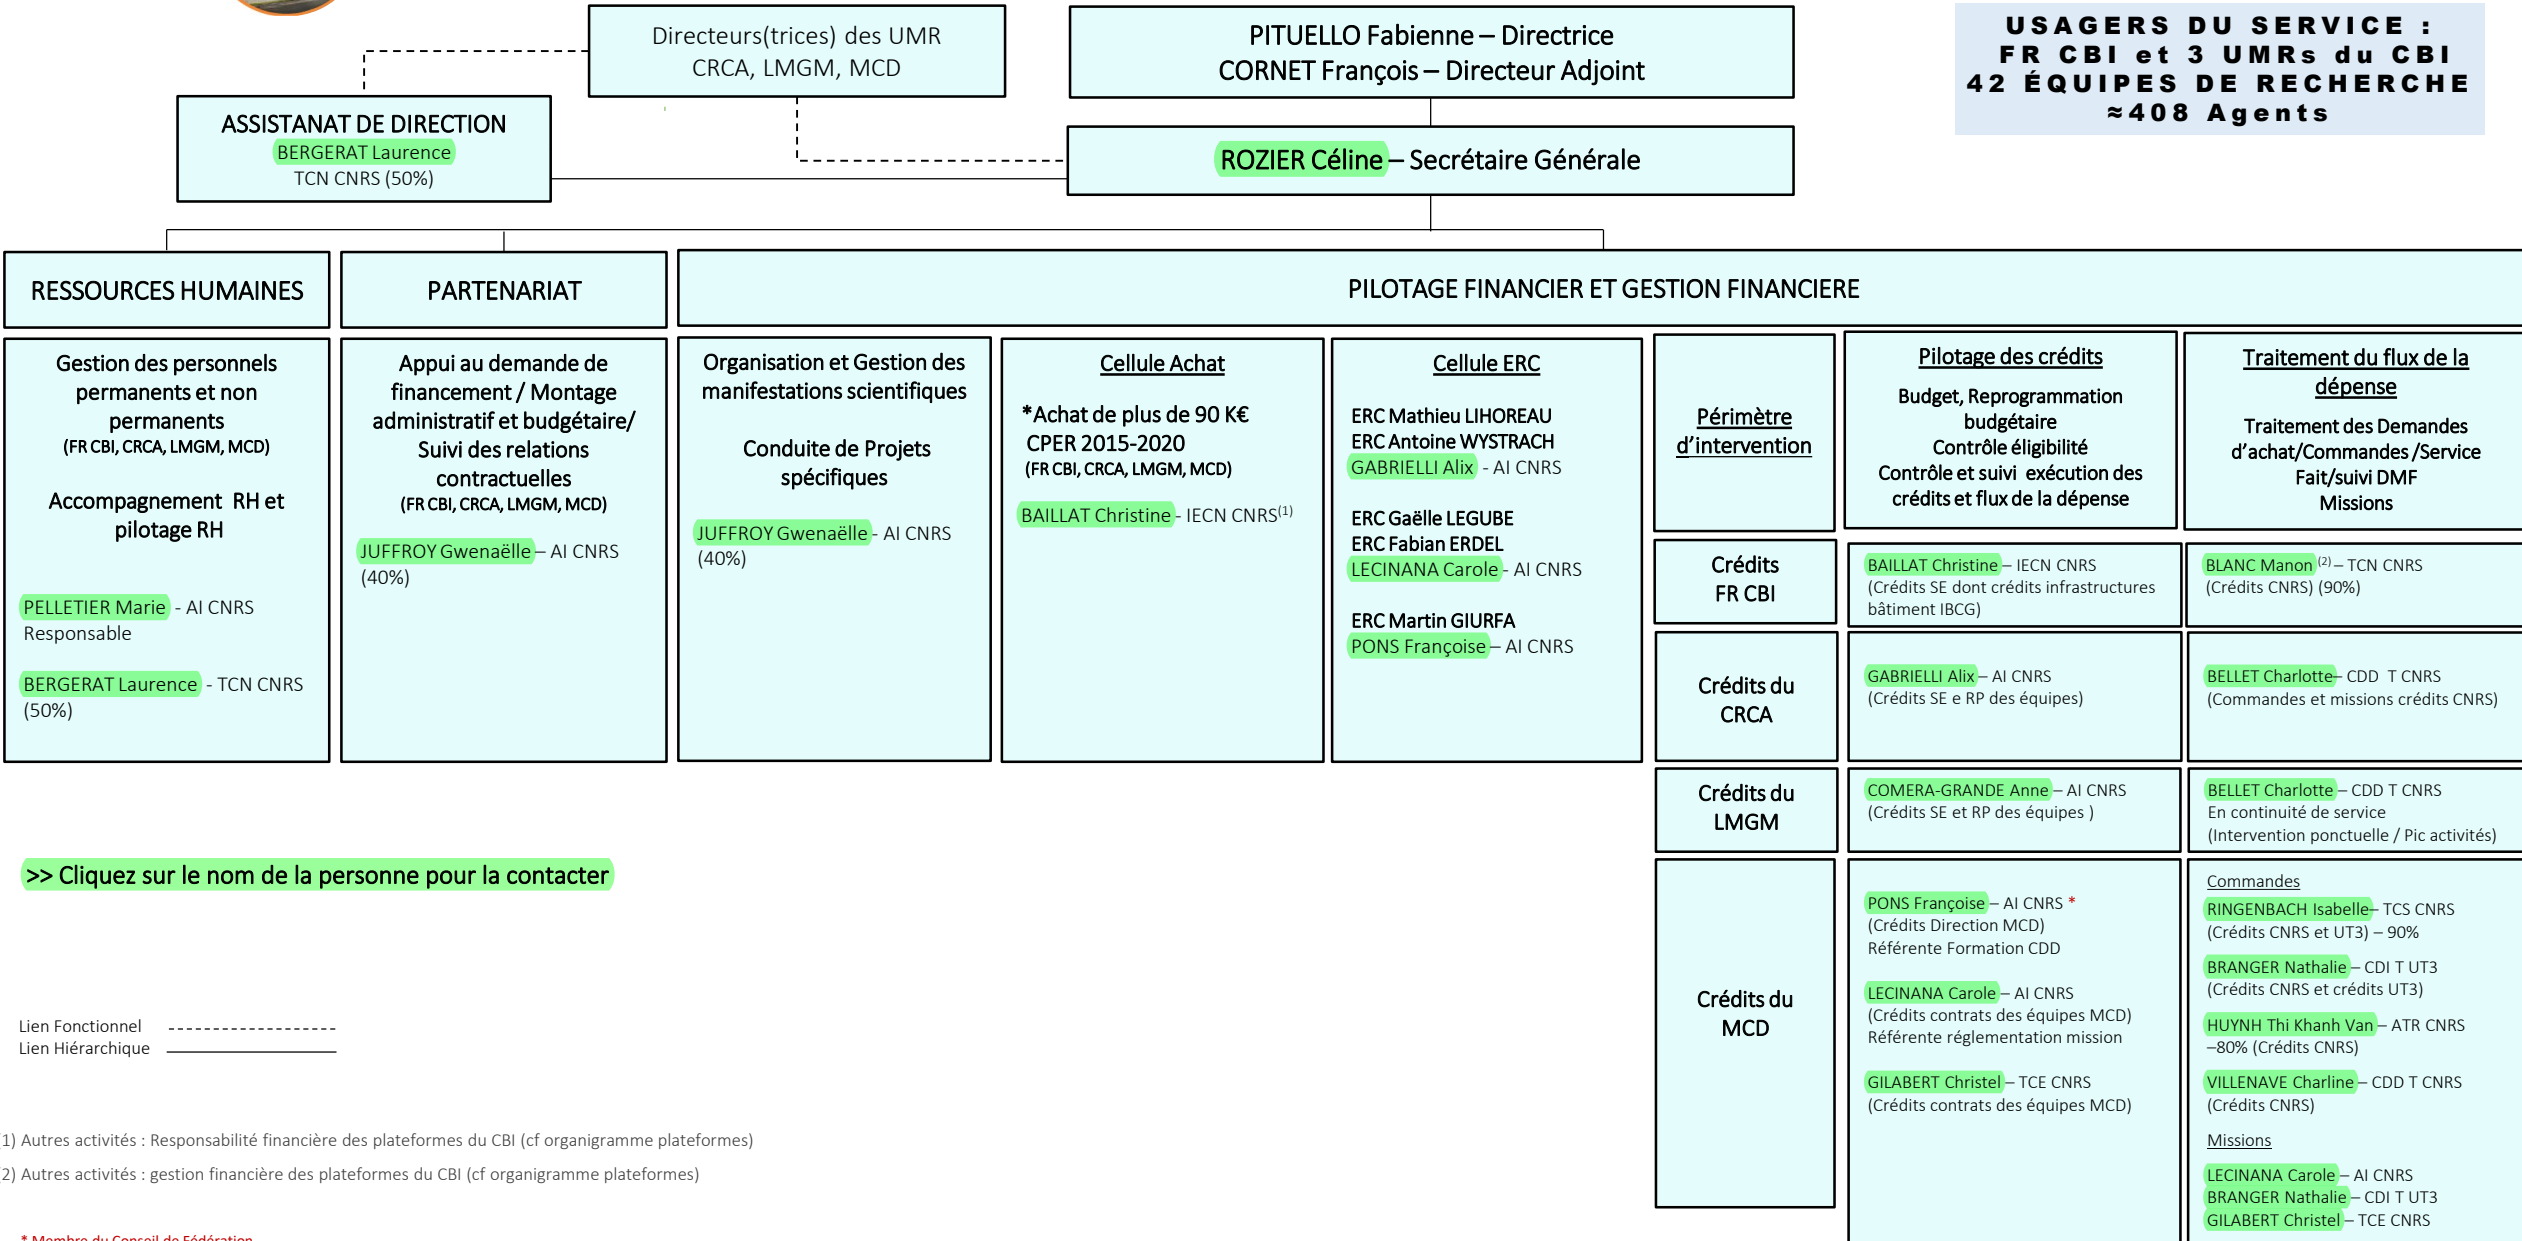 Directeurs(trices) des UMR
CRCA, LMGM, MCD
PITUELLO Fabienne – Directrice
CORNET François – Directeur Adjoint
USAGERS DU SERVICE :
FR CBI et 3 UMRs du CBI
42 ÉQUIPES DE RECHERCHE
≈408 Agents
ASSISTANAT DE DIRECTION
BERGERAT Laurence
TCN CNRS (50%)
ROZIER Céline – Secrétaire Générale
RESSOURCES HUMAINES
PARTENARIAT
PILOTAGE FINANCIER ET GESTION FINANCIERE
Gestion des personnels
permanents et non
permanents
(FR CBI, CRCA, LMGM, MCD)
Accompagnement RH et
pilotage RH
PELLETIER Marie - AI CNRS
Responsable
BERGERAT Laurence - TCN CNRS
(50%)
Appui au demande de
financement / Montage
administratif et budgétaire/
Suivi des relations
contractuelles
(FR CBI, CRCA, LMGM, MCD)
JUFFROY Gwenaëlle – AI CNRS
(40%)
Organisation et Gestion des
manifestations scientifiques
Conduite de Projets
spécifiques
JUFFROY Gwenaëlle - AI CNRS
(40%)
Cellule Achat
*Achat de plus de 90 K€
CPER 2015-2020
(FR CBI, CRCA, LMGM, MCD)
BAILLAT Christine - IECN CNRS(1)
Cellule ERC
ERC Mathieu LIHOREAU
ERC Antoine WYSTRACH
GABRIELLI Alix - AI CNRS
ERC Gaëlle LEGUBE
ERC Fabian ERDEL
LECINANA Carole - AI CNRS
ERC Martin GIURFA
PONS Françoise – AI CNRS
Périmètre
d'intervention
Pilotage des crédits
Budget, Reprogrammation
budgétaire
Contrôle éligibilité
Contrôle et suivi exécution des
crédits et flux de la dépense
Traitement du flux de la
dépense
Traitement des Demandes
d'achat/Commandes /Service
Fait/suivi DMF
Missions
Crédits
FR CBI
BAILLAT Christine – IECN CNRS
(Crédits SE dont crédits infrastructures
bâtiment IBCG)
BLANC Manon (2) – TCN CNRS
(Crédits CNRS) (90%)
Crédits du
CRCA
GABRIELLI Alix – AI CNRS
(Crédits SE e RP des équipes)
BELLET Charlotte – CDD T CNRS
(Commandes et missions crédits CNRS)
Crédits du
LMGM
COMERA-GRANDE Anne – AI CNRS
(Crédits SE et RP des équipes )
BELLET Charlotte – CDD T CNRS
En continuité de service
(Intervention ponctuelle / Pic activités)
Crédits du
MCD
PONS Françoise – AI CNRS *
(Crédits Direction MCD)
Référente Formation CDD
LECINANA Carole – AI CNRS
(Crédits contrats des équipes MCD)
Référente réglementation mission
GILABERT Christel – TCE CNRS
(Crédits contrats des équipes MCD)
Commandes
RINGENBACH Isabelle – TCS CNRS
(Crédits CNRS et UT3) – 90%
BRANGER Nathalie – CDI T UT3
(Crédits CNRS et crédits UT3)
HUYNH Thi Khanh Van – ATR CNRS
–80% (Crédits CNRS)
VILLENAVE Charline – CDD T CNRS
(Crédits CNRS)
Missions
LECINANA Carole – AI CNRS
BRANGER Nathalie – CDI T UT3
GILABERT Christel – TCE CNRS
>> Cliquez sur le nom de la personne pour la contacter
Lien Fonctionnel
Lien Hiérarchique
1) Autres activités : Responsabilité financière des plateformes du CBI (cf organigramme plateformes)
2) Autres activités : gestion financière des plateformes du CBI (cf organigramme plateformes)
* Membre du Conseil de Fédération